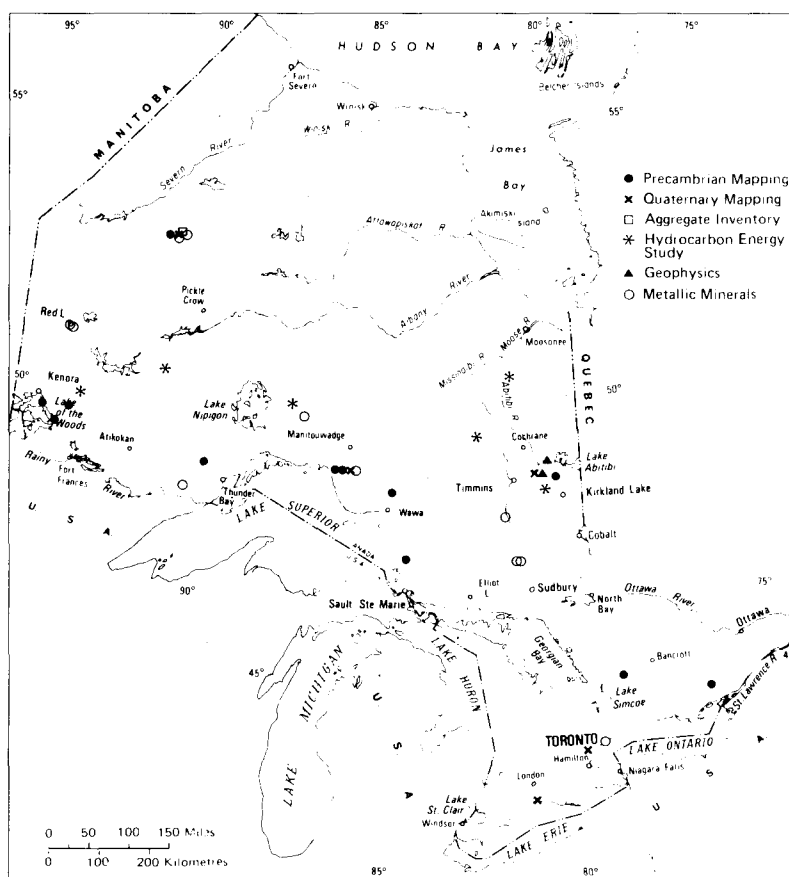 95°
90°
85°
80°
75°
HUDSON BAY
Fort
Severn
Belcher Islands
55°
55°
MANITOBA
Winisk
Winisk R
Severn River
James
Bay
Akimiski
Island
Attawapiskat R
● Precambrian Mapping
× Quaternary Mapping
□ Aggregate Inventory
✳ Hydrocarbon Energy
Study
▲ Geophysics
○ Metallic Minerals
Pickle
Crow
Albany River
Red L
Moose R
Moosonee
Missinaibi R
Abitibi R
QUEBEC
50°
50°
Kenora
Lake
of the
Woods
Lake
Nipigon
Manitouwadge
Cochrane
Lake
Abitibi
Atikokan
Rainy River
Fort
Frances
Thunder
Bay
Timmins
Kirkland Lake
Wawa
USA
LAKE SUPERIOR
CANADA
U.S.A.
Cobalt
90°
75°
Elliot
L
Sudbury
North
Bay
Ottawa
River
Ottawa
Sault Ste Marie
Georgian
Bay
Bancroft
45°
LAKE HURON
Lake
Simcoe
St Lawrence R
LAKE MICHIGAN
USA
TORONTO
LAKE ONTARIO
Hamilton
Niagara Falls
USA
London
Lake
St. Clair
Windsor
LAKE ERIE
0 50 100 150 Miles
0 100 200 Kilometres
85°
80°